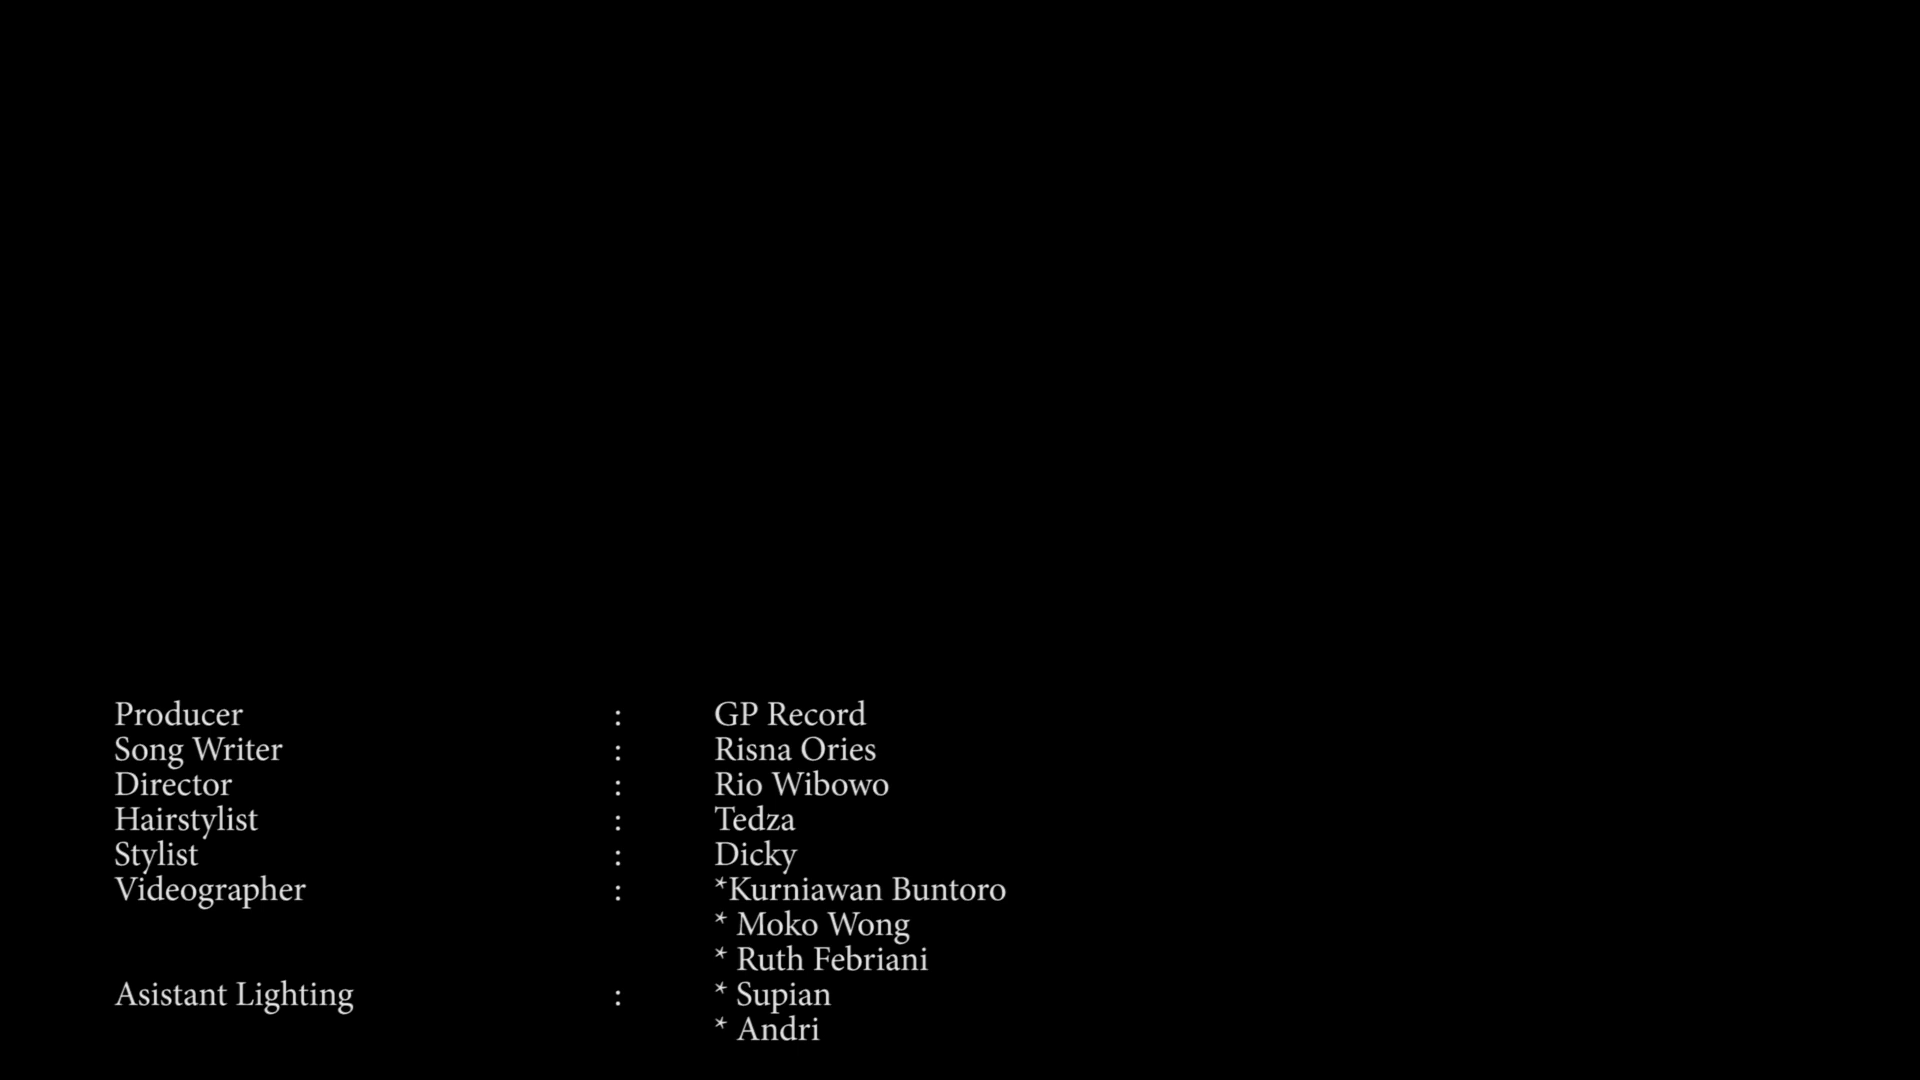 Producer : GP Record
Song Writer : Risna Ories
Director : Rio Wibowo
Hairstylist : Tedza
Stylist : Dicky
Videographer : *Kurniawan Buntoro
* Moko Wong
* Ruth Febriani
Asistant Lighting : * Supian
* Andri